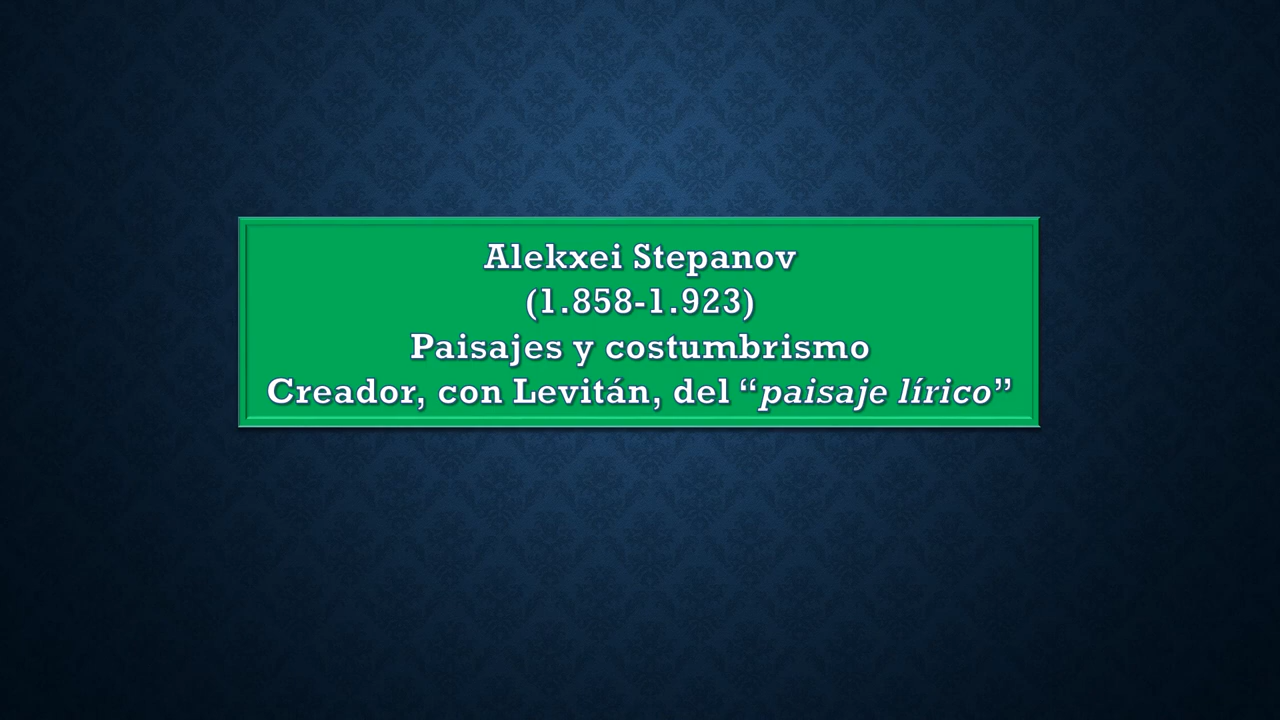 Alekxei Stepanov
(1.858-1.923)
Paisajes y costumbrismo
Creador, con Levitán, del “paisaje lírico”